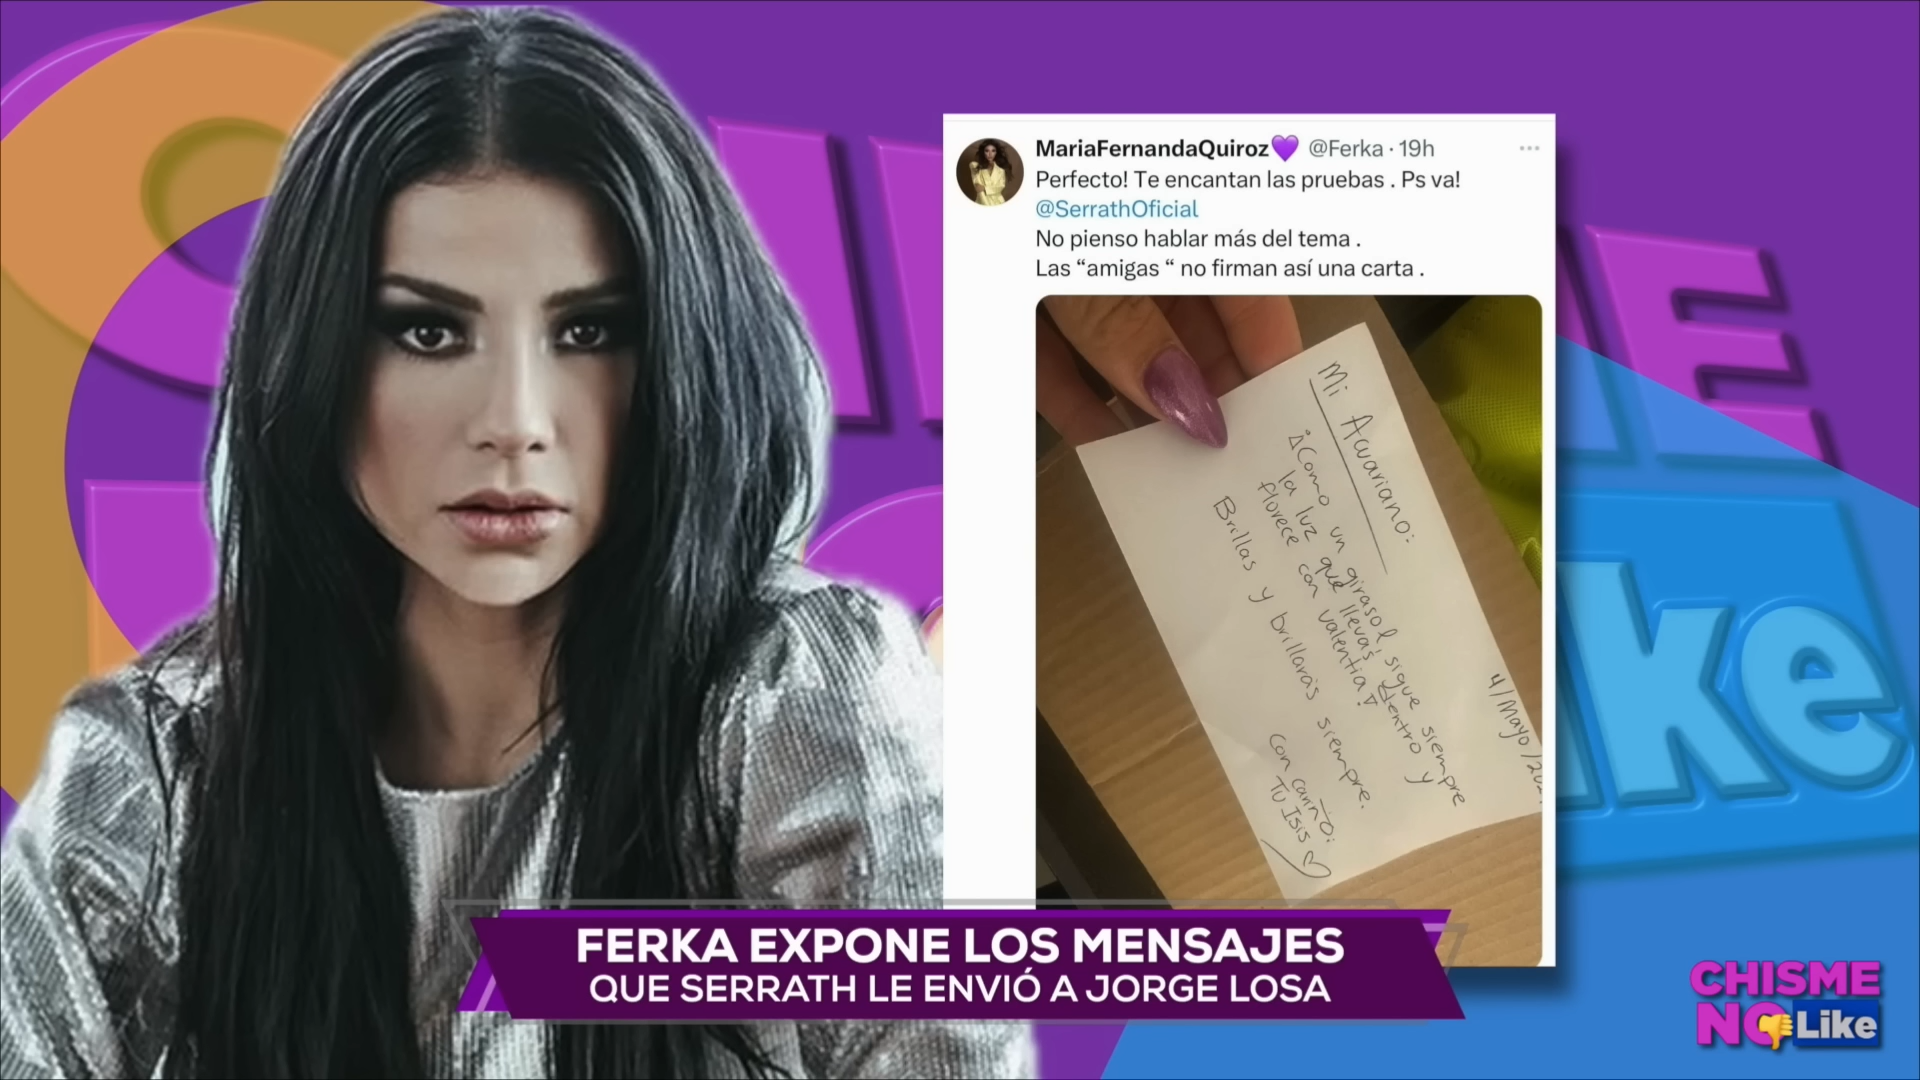 MariaFernandaQuiroz💜 @Ferka · 19h
Perfecto! Te encantan las pruebas . Ps va!
@SerrathOficial
No pienso hablar más del tema .
Las “amigas “ no firman así una carta .
4/Mayo/202
Mi Acuariano:
¡Como un girasol, sigue siempre
la luz que llevas dentro y
florece con valentía!
Brillas y brillarás siempre.
Con cariño:
Tu Isis ♡
FERKA EXPONE LOS MENSAJES
QUE SERRATH LE ENVIÓ A JORGE LOSA
CHISME
NO Like